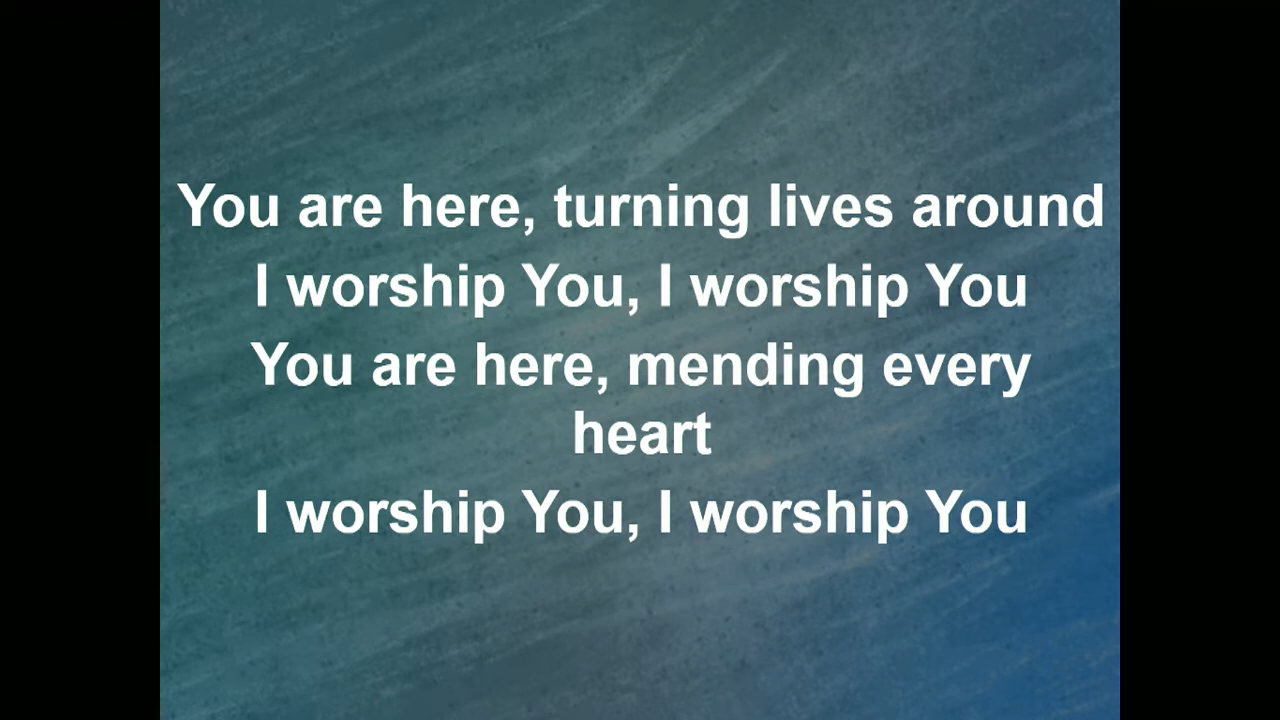 You are here, turning lives around
I worship You, I worship You
You are here, mending every
heart
I worship You, I worship You